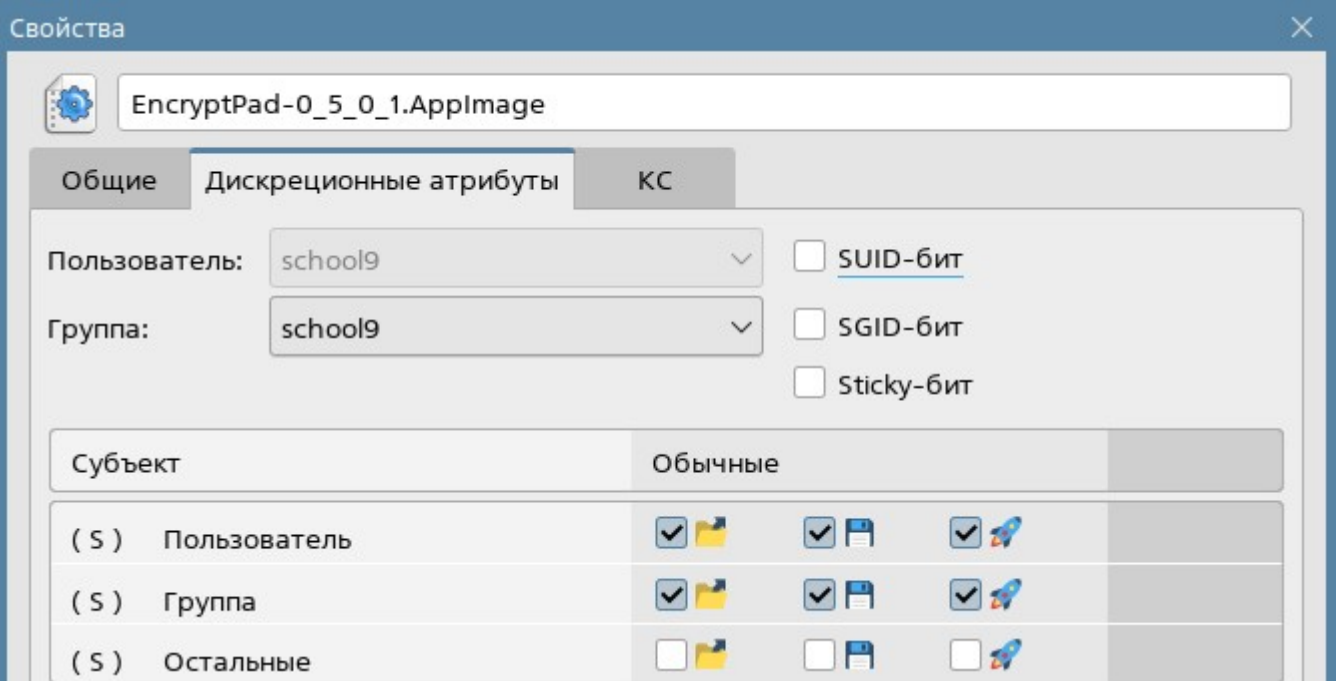 Свойства
EncryptPad-0_5_0_1.AppImage
Общие Дискреционные атрибуты КС
Пользователь: school9 SUID-бит
Группа: school9 SGID-бит
Sticky-бит
Субъект Обычные
(S) Пользователь
(S) Группа
(S) Остальные